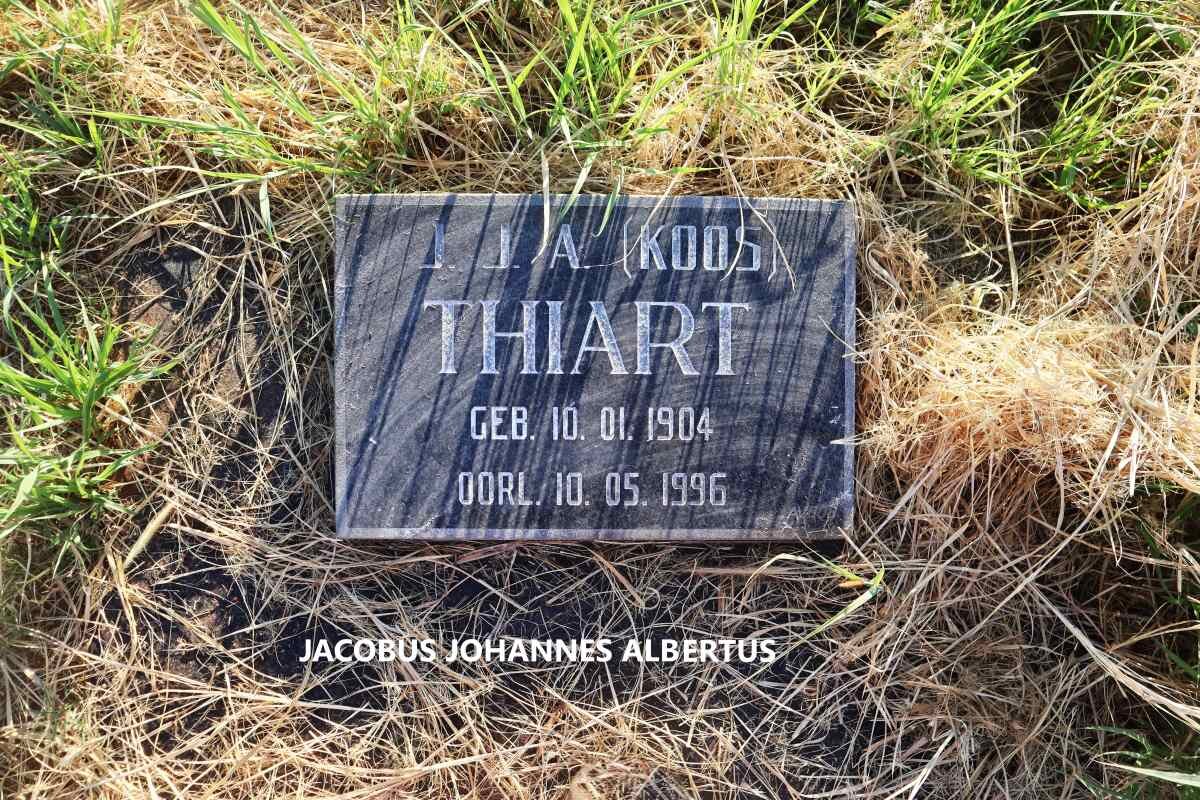 J. J. A. (KOOS)
THIART
GEB. 10. 01. 1904
OORL. 10. 05. 1996
JACOBUS JOHANNES ALBERTUS